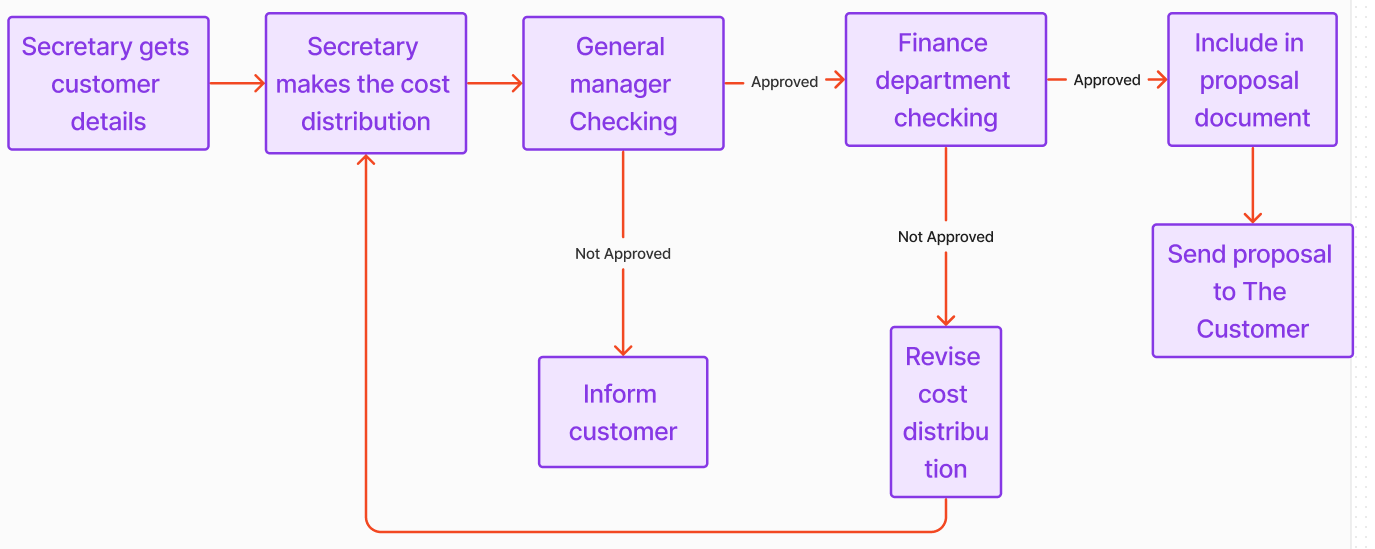 Secretary gets
customer
details
Secretary
makes the cost
distribution
General
manager
Checking
Approved
Finance
department
checking
Approved
Include in
proposal
document
Not Approved
Not Approved
Send proposal
to The
Customer
Inform
customer
Revise
cost
distribu
tion